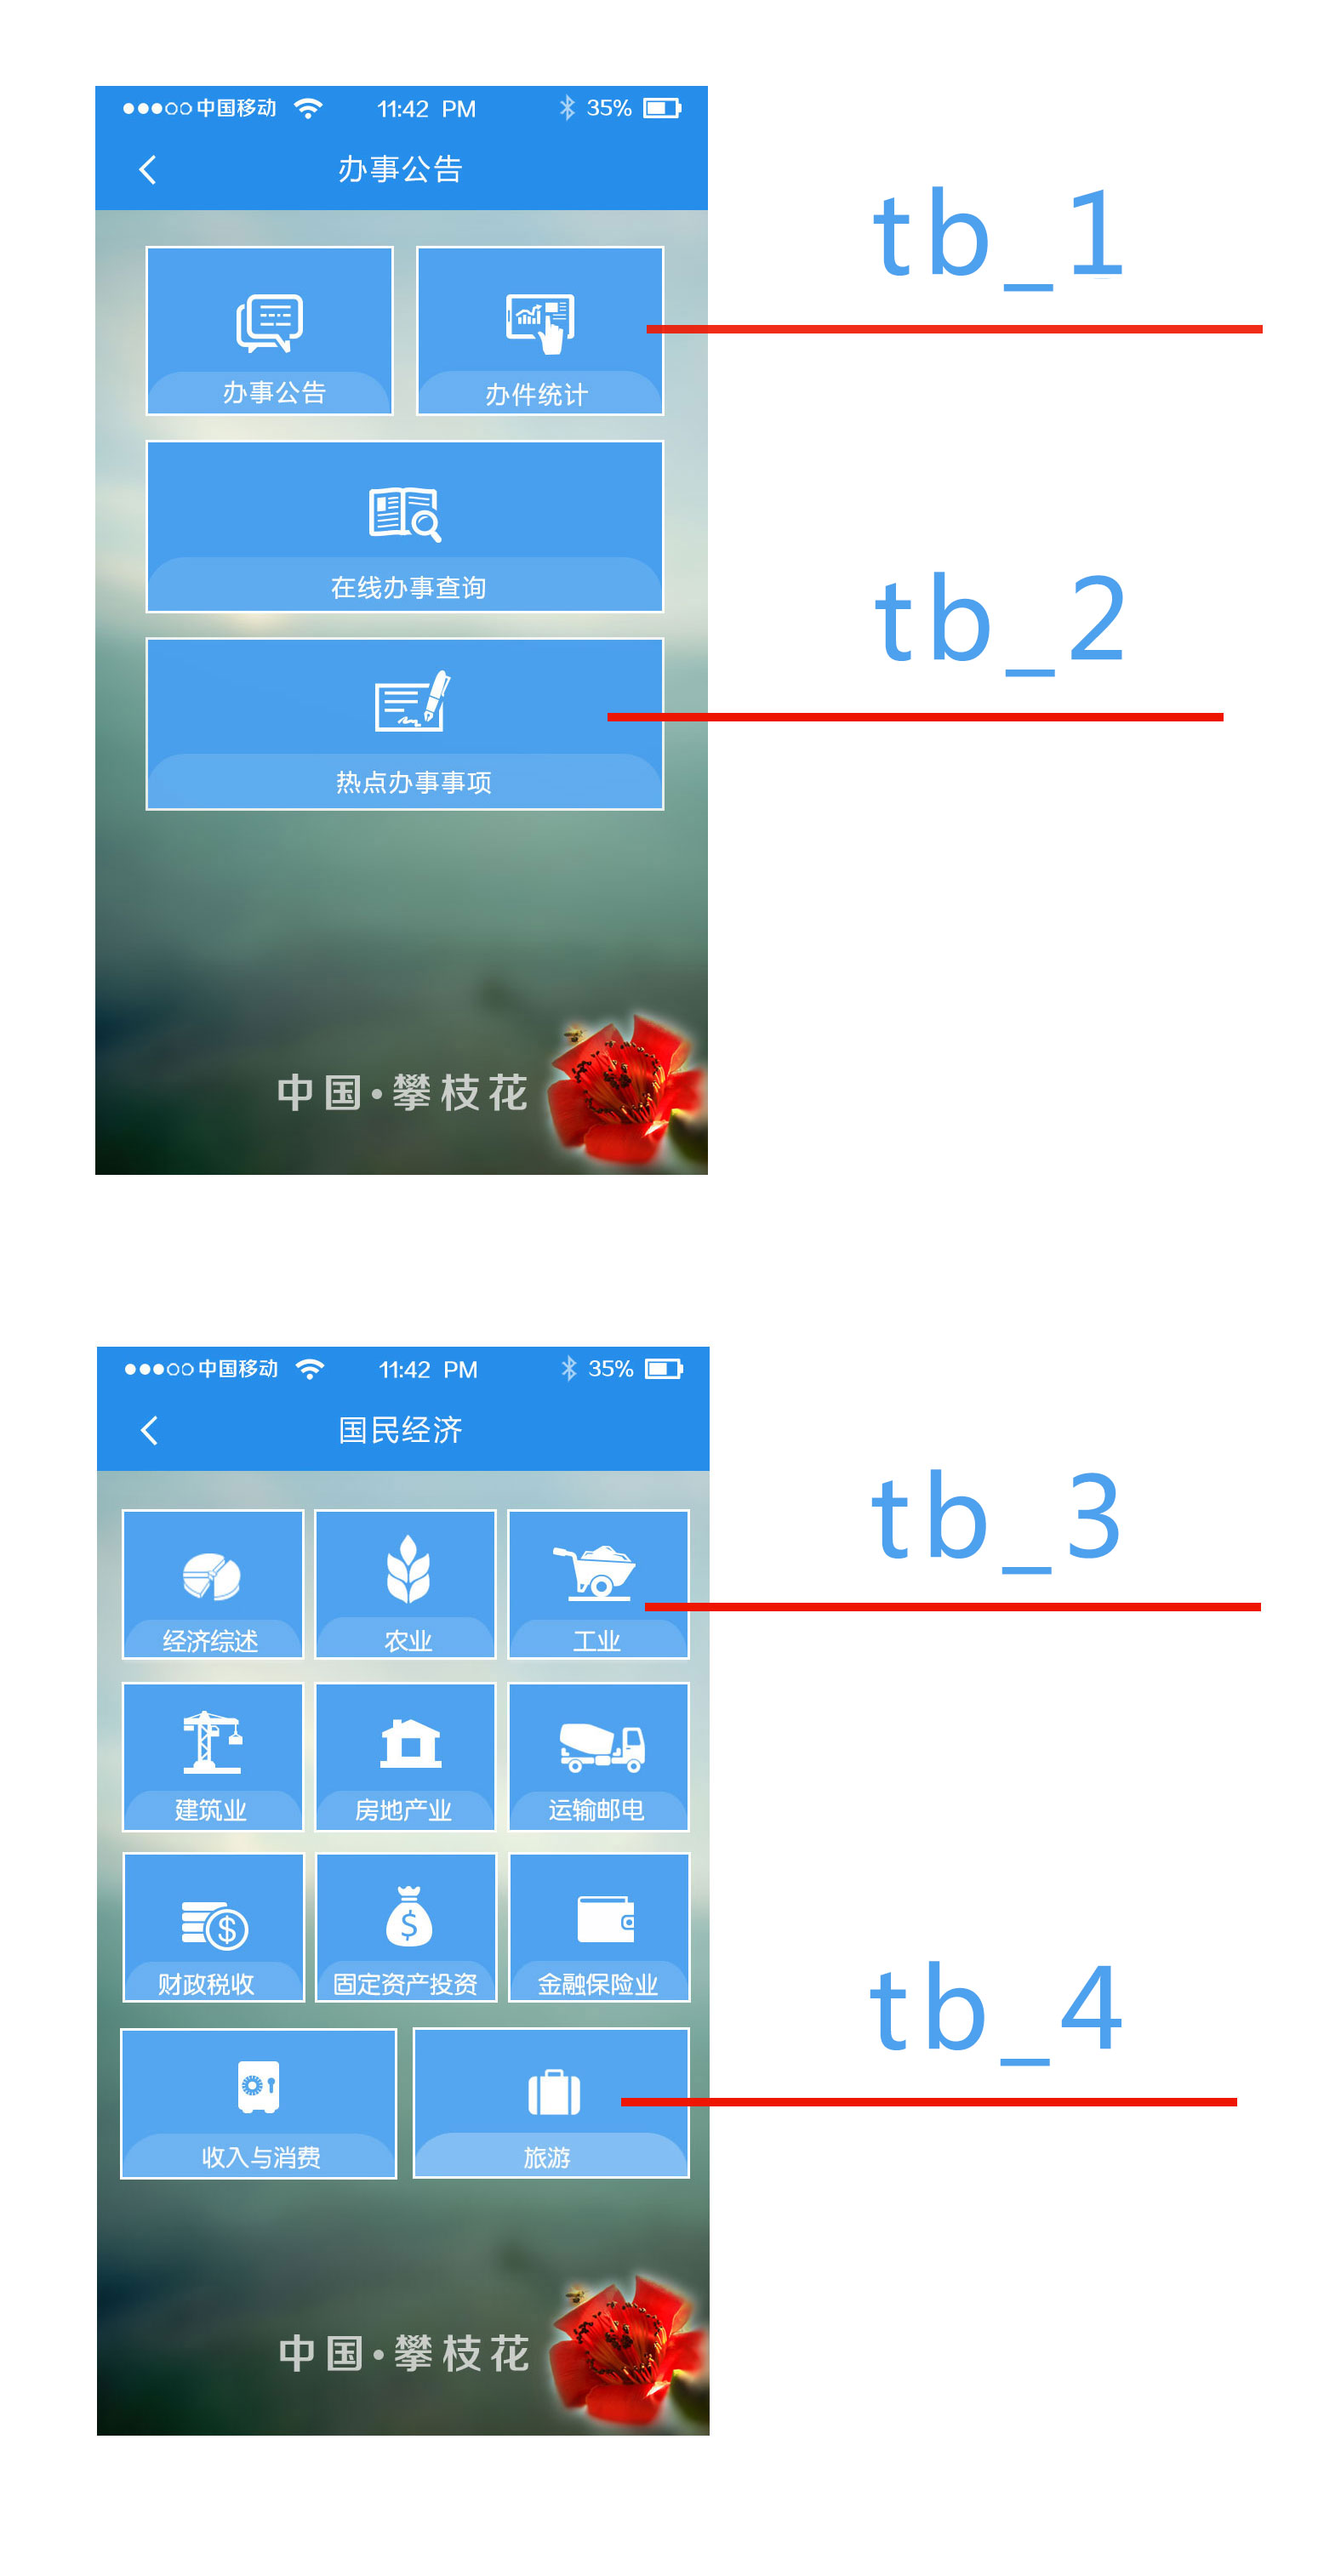 中国移动 11:42 PM 35%
办事公告
tb_1
办事公告 办件统计
在线办事查询
tb_2
热点办事事项
中国·攀枝花
中国移动 11:42 PM 35%
国民经济
tb_3
经济综述 农业 工业
建筑业 房地产业 运输邮电
财政税收 固定资产投资 金融保险业
tb_4
收入与消费 旅游
中国·攀枝花